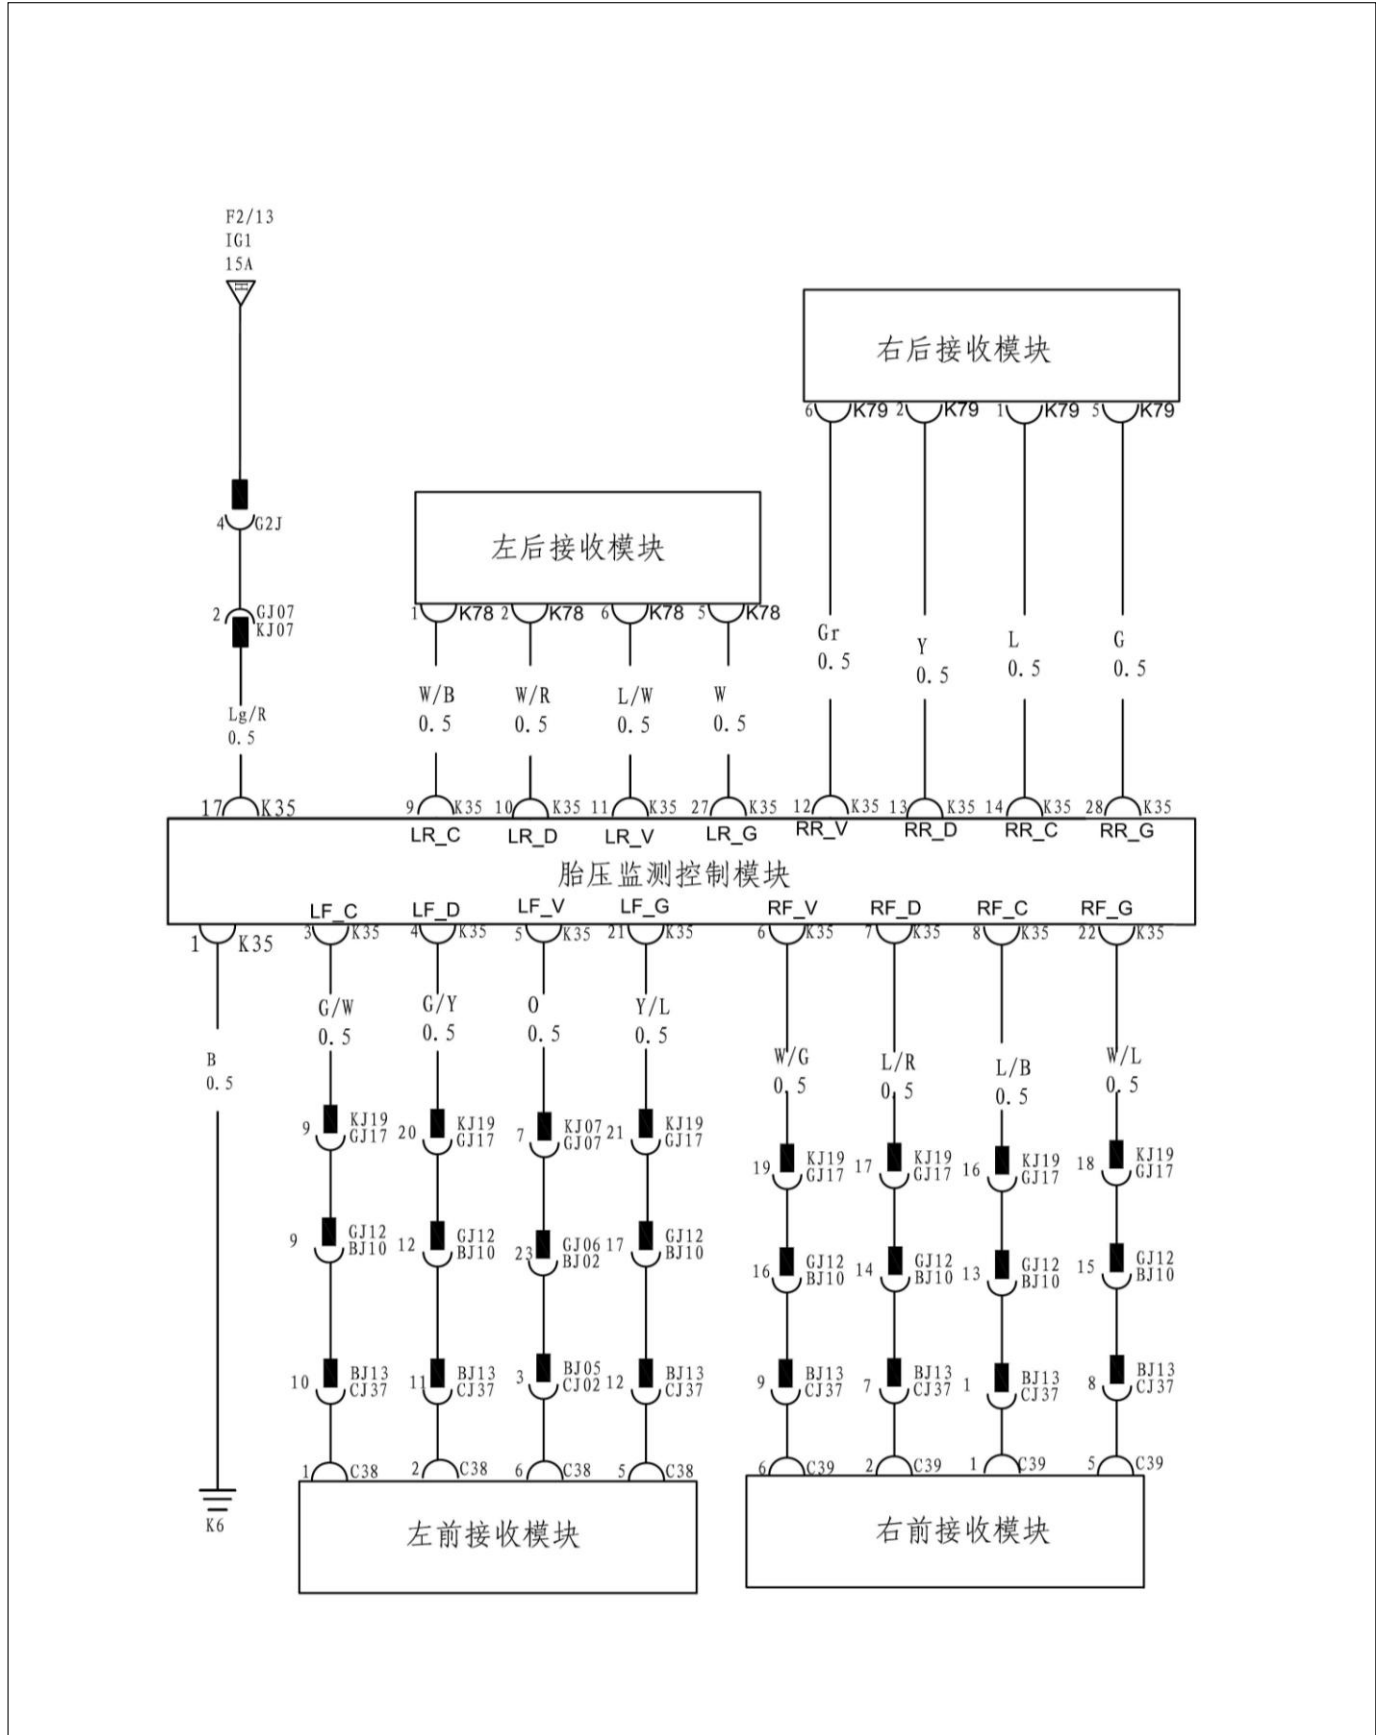 F2/13
IG1
15A
右后接收模块
6 K79 2 K79 1 K79 5 K79
4 G2J
左后接收模块
2 GJ07
KJ07
1 K78 2 K78 6 K78 5 K78
Gr
0.5
Y
0.5
L
0.5
G
0.5
Lg/R
0.5
W/B
0.5
W/R
0.5
L/W
0.5
W
0.5
17 K35 9 K35 10 K35 11 K35 27 K35 12 K35 13 K35 14 K35 28 K35
LR_C LR_D LR_V LR_G RR_V RR_D RR_C RR_G
胎压监测控制模块
LF_C LF_D LF_V LF_G RF_V RF_D RF_C RF_G
1 K35 3 K35 4 K35 5 K35 21 K35 6 K35 7 K35 8 K35 22 K35
B
0.5
G/W
0.5
G/Y
0.5
O
0.5
Y/L
0.5
W/G
0.5
L/R
0.5
L/B
0.5
W/L
0.5
9 KJ19
GJ17
20 KJ19
GJ17
7 KJ07
GJ07
21 KJ19
GJ17
19 KJ19
GJ17
17 KJ19
GJ17
16 KJ19
GJ17
18 KJ19
GJ17
9 GJ12
BJ10
12 GJ12
BJ10
23 GJ06
BJ02
17 GJ12
BJ10
16 GJ12
BJ10
14 GJ12
BJ10
13 GJ12
BJ10
15 GJ12
BJ10
10 BJ13
CJ37
11 BJ13
CJ37
3 BJ05
CJ02
12 BJ13
CJ37
9 BJ13
CJ37
7 BJ13
CJ37
1 BJ13
CJ37
8 BJ13
CJ37
1 C38 2 C38 6 C38 5 C38 6 C39 2 C39 1 C39 5 C39
K6
左前接收模块
右前接收模块